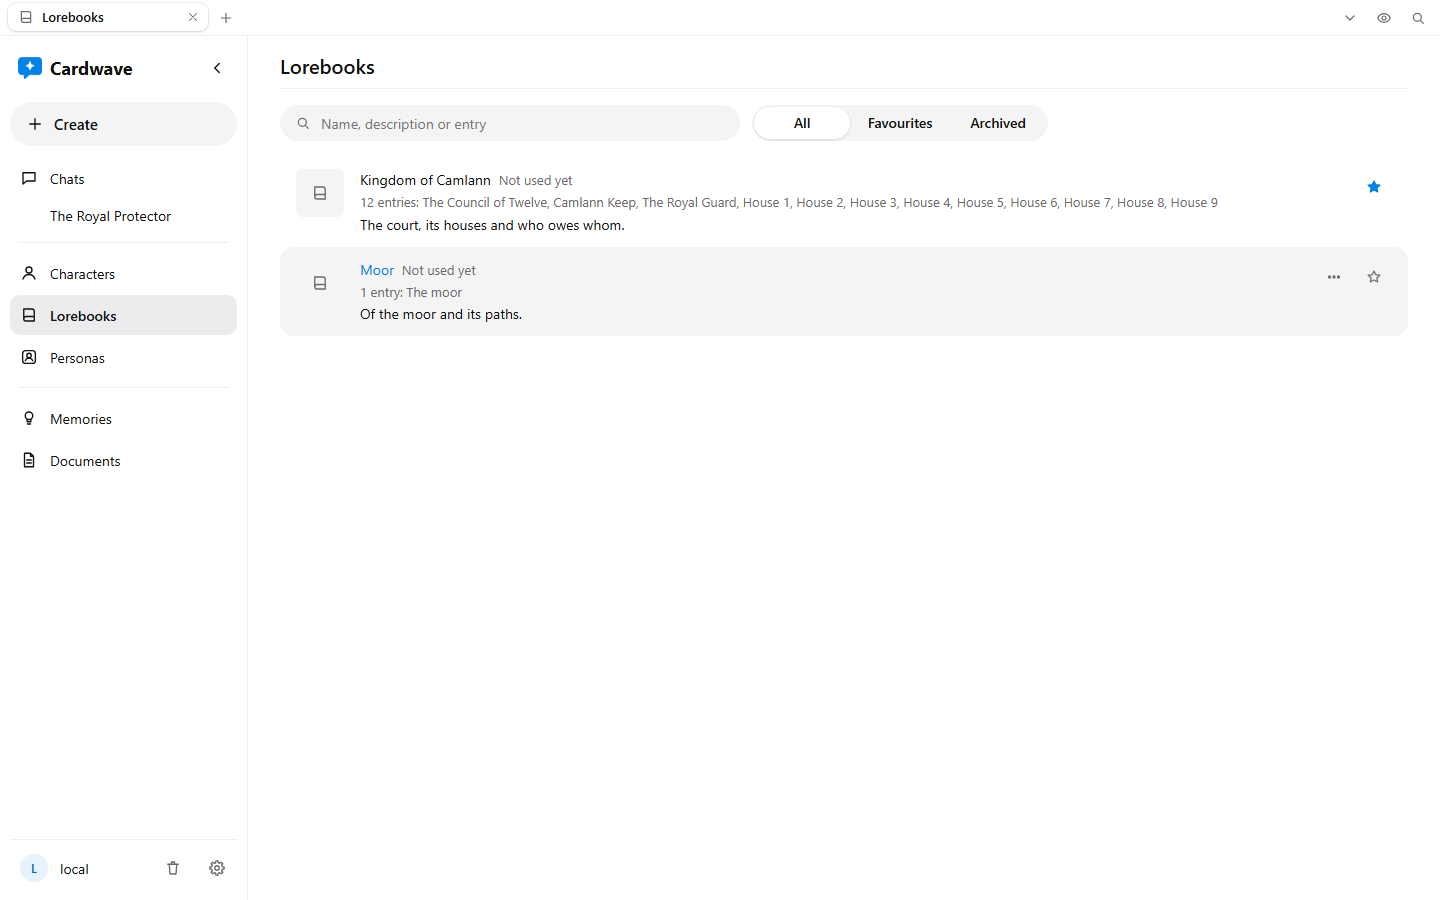 Lorebooks
Cardwave
Create
Chats
The Royal Protector
Characters
Lorebooks
Personas
Memories
Documents
L local
Lorebooks
Name, description or entry
All Favourites Archived
Kingdom of Camlann Not used yet
12 entries: The Council of Twelve, Camlann Keep, The Royal Guard, House 1, House 2, House 3, House 4, House 5, House 6, House 7, House 8, House 9
The court, its houses and who owes whom.
Moor Not used yet
1 entry: The moor
Of the moor and its paths.